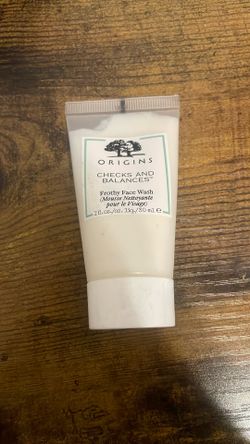 ORIGINS
CHECKS AND
BALANCES™
Frothy Face Wash
(Mousse Nettoyante
pour le Visage)